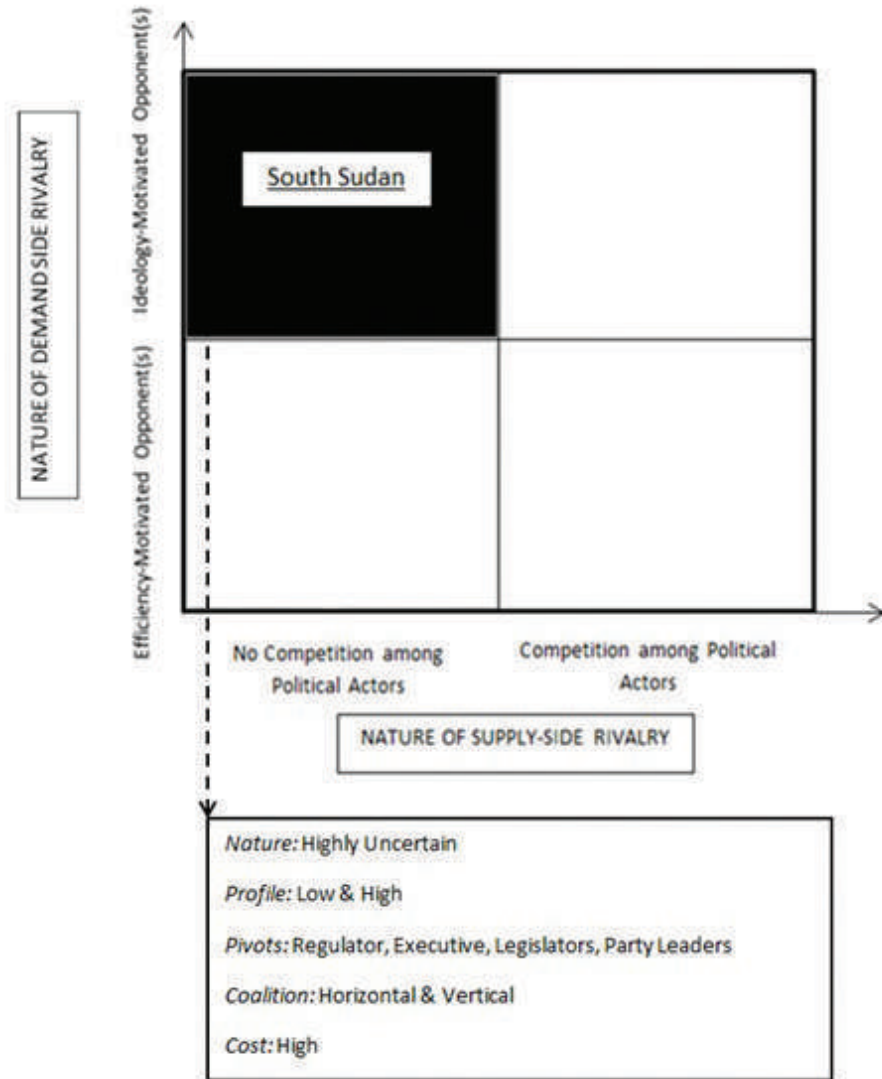 NATURE OF DEMAND SIDE RIVALRY
Efficiency-Motivated Opponent(s) Ideology-Motivated Opponent(s)
South Sudan
No Competition among
Political Actors
Competition among Political
Actors
NATURE OF SUPPLY-SIDE RIVALRY
Nature: Highly Uncertain
Profile: Low & High
Pivots: Regulator, Executive, Legislators, Party Leaders
Coalition: Horizontal & Vertical
Cost: High